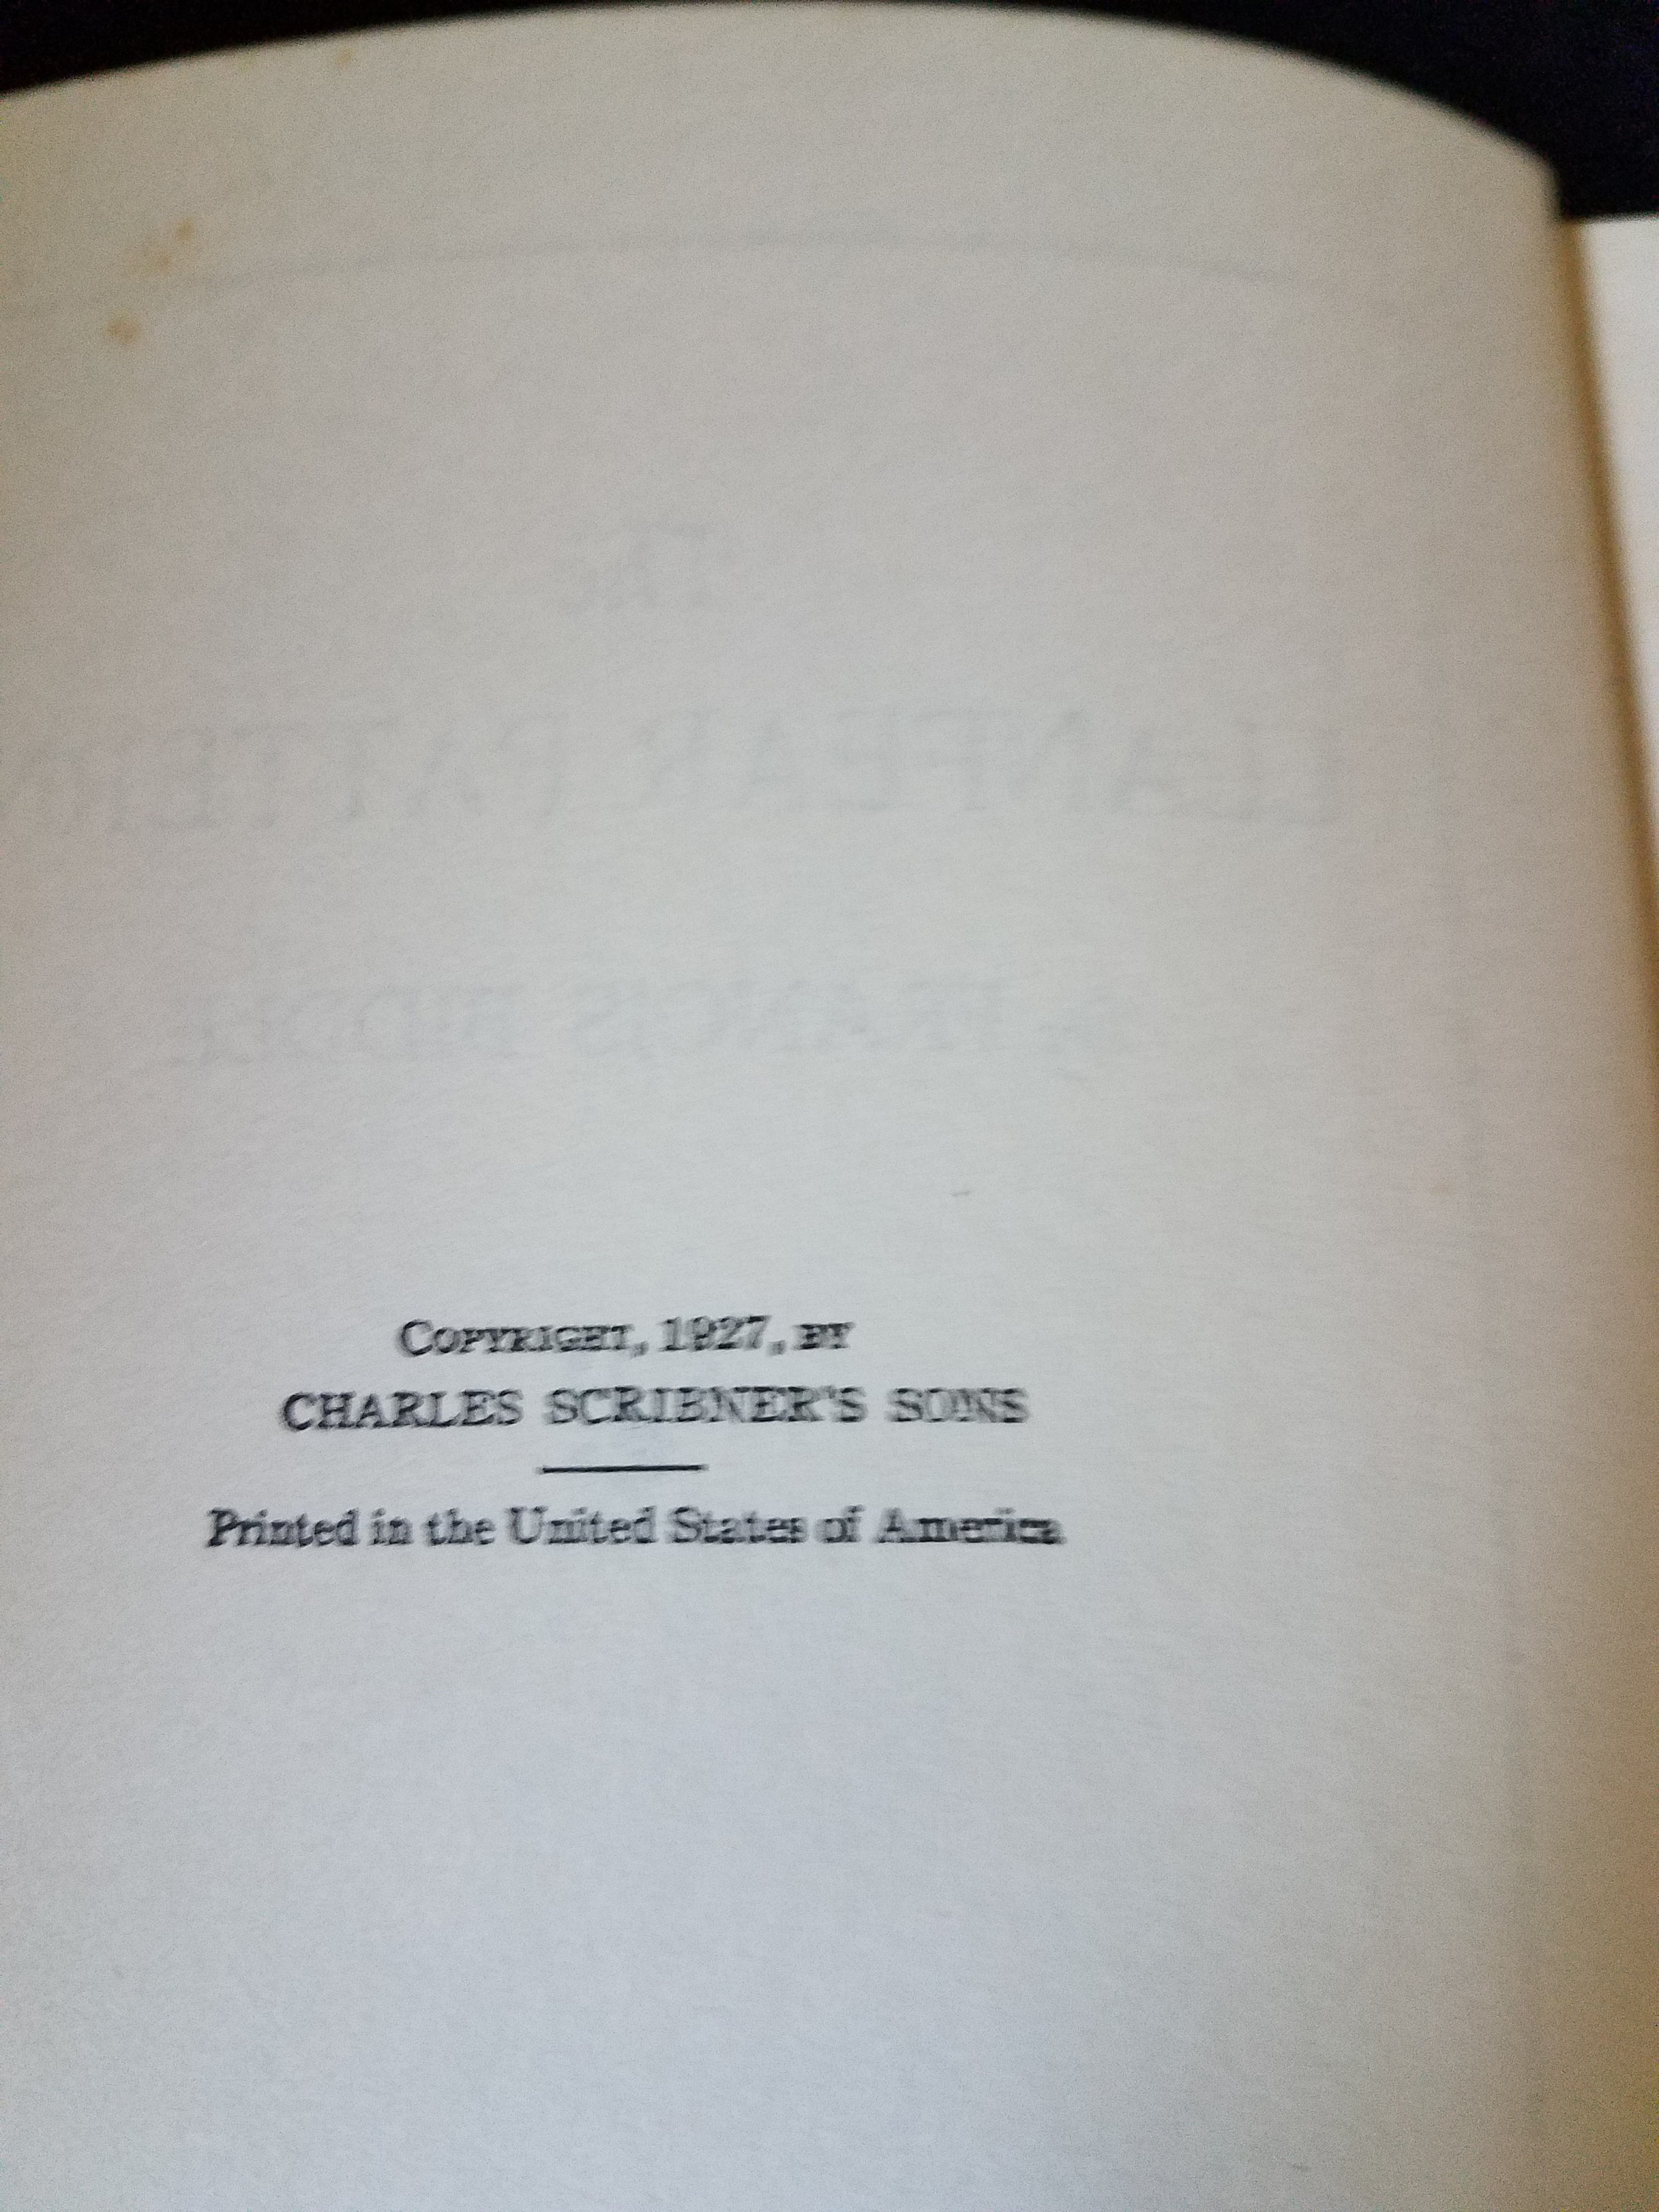 COPYRIGHT, 1927, BY
CHARLES SCRIBNER'S SONS
Printed in the United States of America